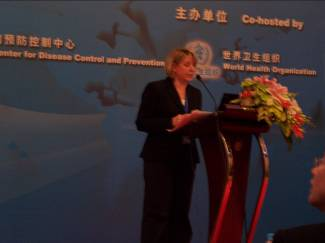 主办单位 Co-hosted by
预防控制中心
enter for Disease Control and Prevention
世界卫生组织
World Health Organization